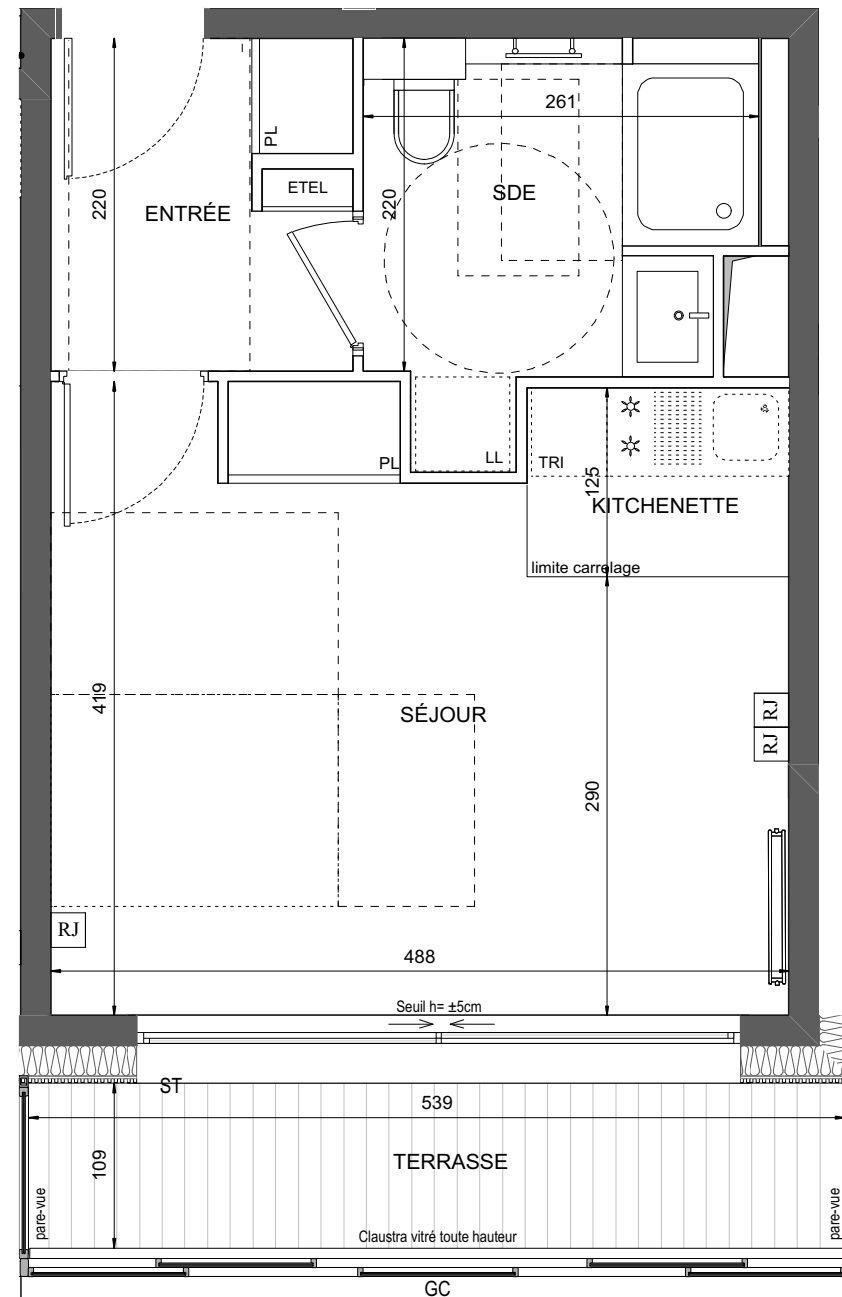 PL
261
ETEL
SDE
220
ENTRÉE
220
PL
LL
TRI
125
KITCHENETTE
limite carrelage
419
SÉJOUR
RJ
RJ
290
RJ
488
Seuil h= ±5cm
ST
539
109
TERRASSE
pare-vue
pare-vue
Claustra vitré toute hauteur
GC